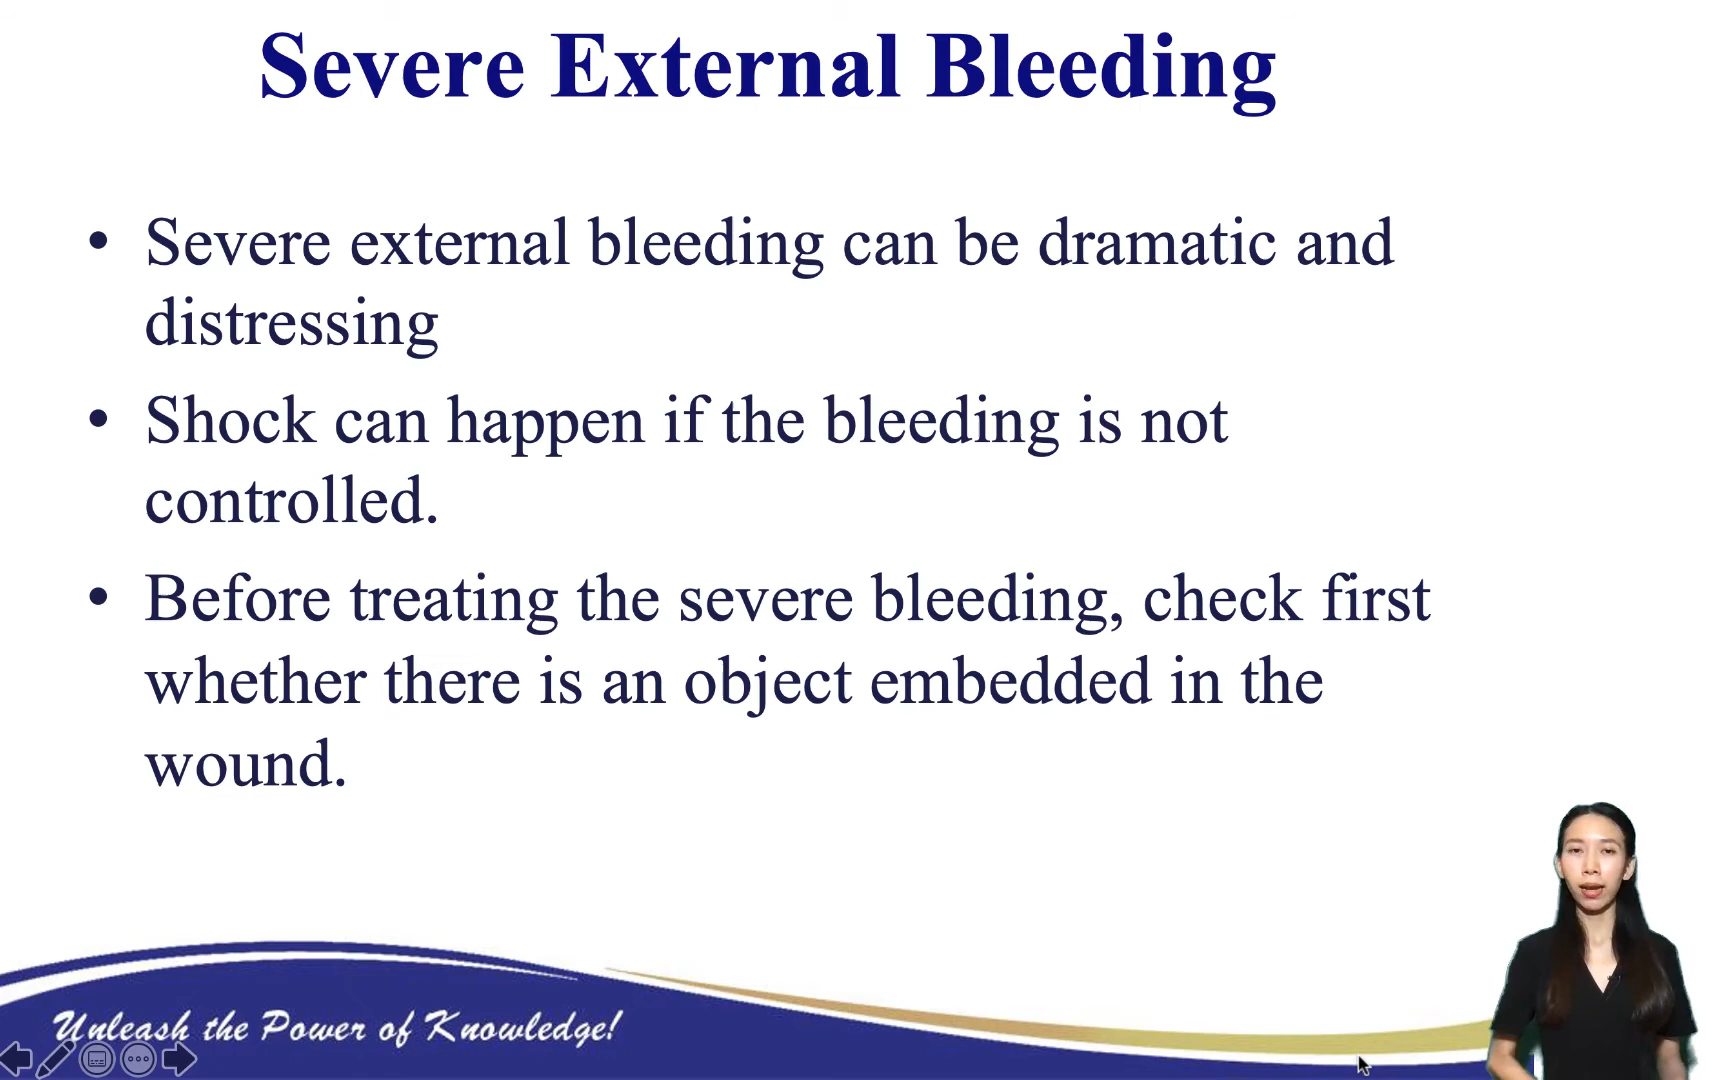 Severe External Bleeding
• Severe external bleeding can be dramatic and
distressing
• Shock can happen if the bleeding is not
controlled.
• Before treating the severe bleeding, check first
whether there is an object embedded in the
wound.
Unleash the Power of Knowledge!